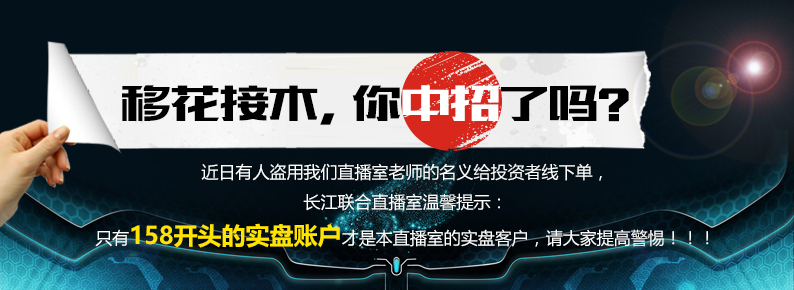 移花接木, 你中招了吗?
近日有人盗用我们直播室老师的名义给投资者线下单，
长江联合直播室温馨提示：
只有158开头的实盘账户才是本直播室的实盘客户，请大家提高警惕！！！